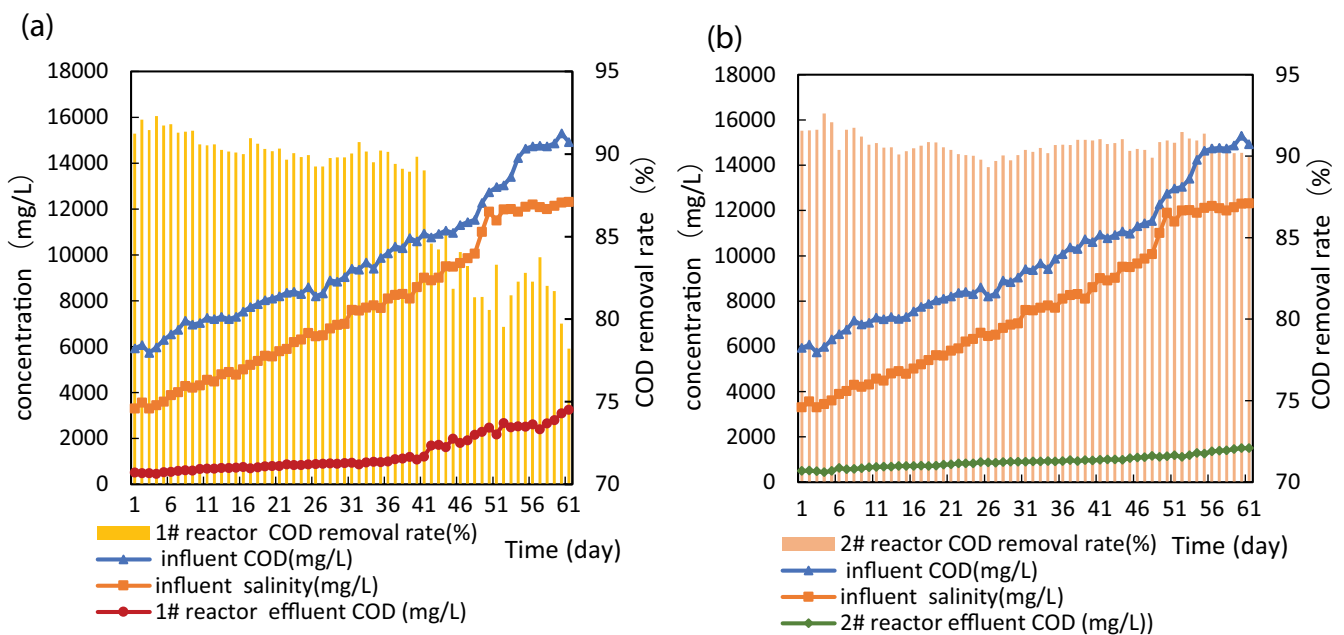 (a)
18000
16000
14000
12000
10000
8000
6000
4000
2000
0
concentration （mg/L）
95
90
85
80
75
70
COD removal rate （%）
1 6 11 16 21 26 31 36 41 46 51 56 61
Time (day)
1# reactor COD removal rate(%)
influent COD(mg/L)
influent salinity(mg/L)
1# reactor effluent COD (mg/L)
(b)
18000
16000
14000
12000
10000
8000
6000
4000
2000
0
concentration （mg/L）
95
90
85
80
75
70
COD removal rate （%）
1 6 11 16 21 26 31 36 41 46 51 56 61
Time (day)
2# reactor COD removal rate(%)
influent COD(mg/L)
influent salinity(mg/L)
2# reactor effluent COD (mg/L))